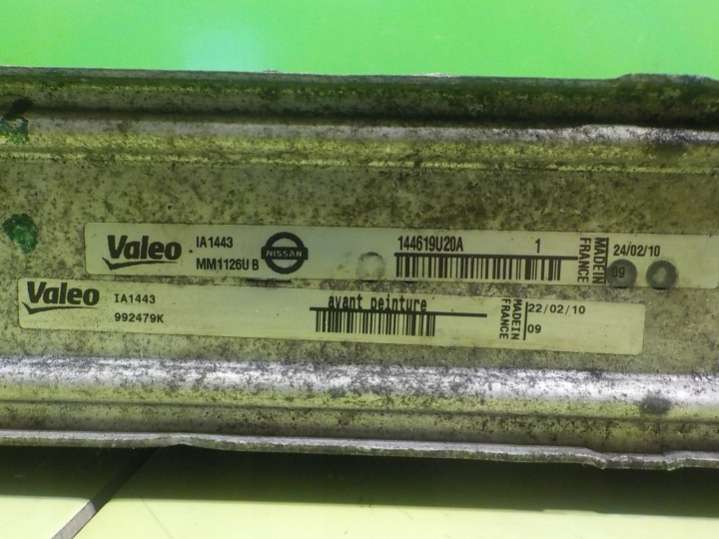 Valeo IA1443 NISSAN 144619U20A 1 MADE IN FRANCE 24/02/10
MM1126U B 09
Valeo IA1443 avant peinture MADE IN FRANCE 22/02/10
992479K 09